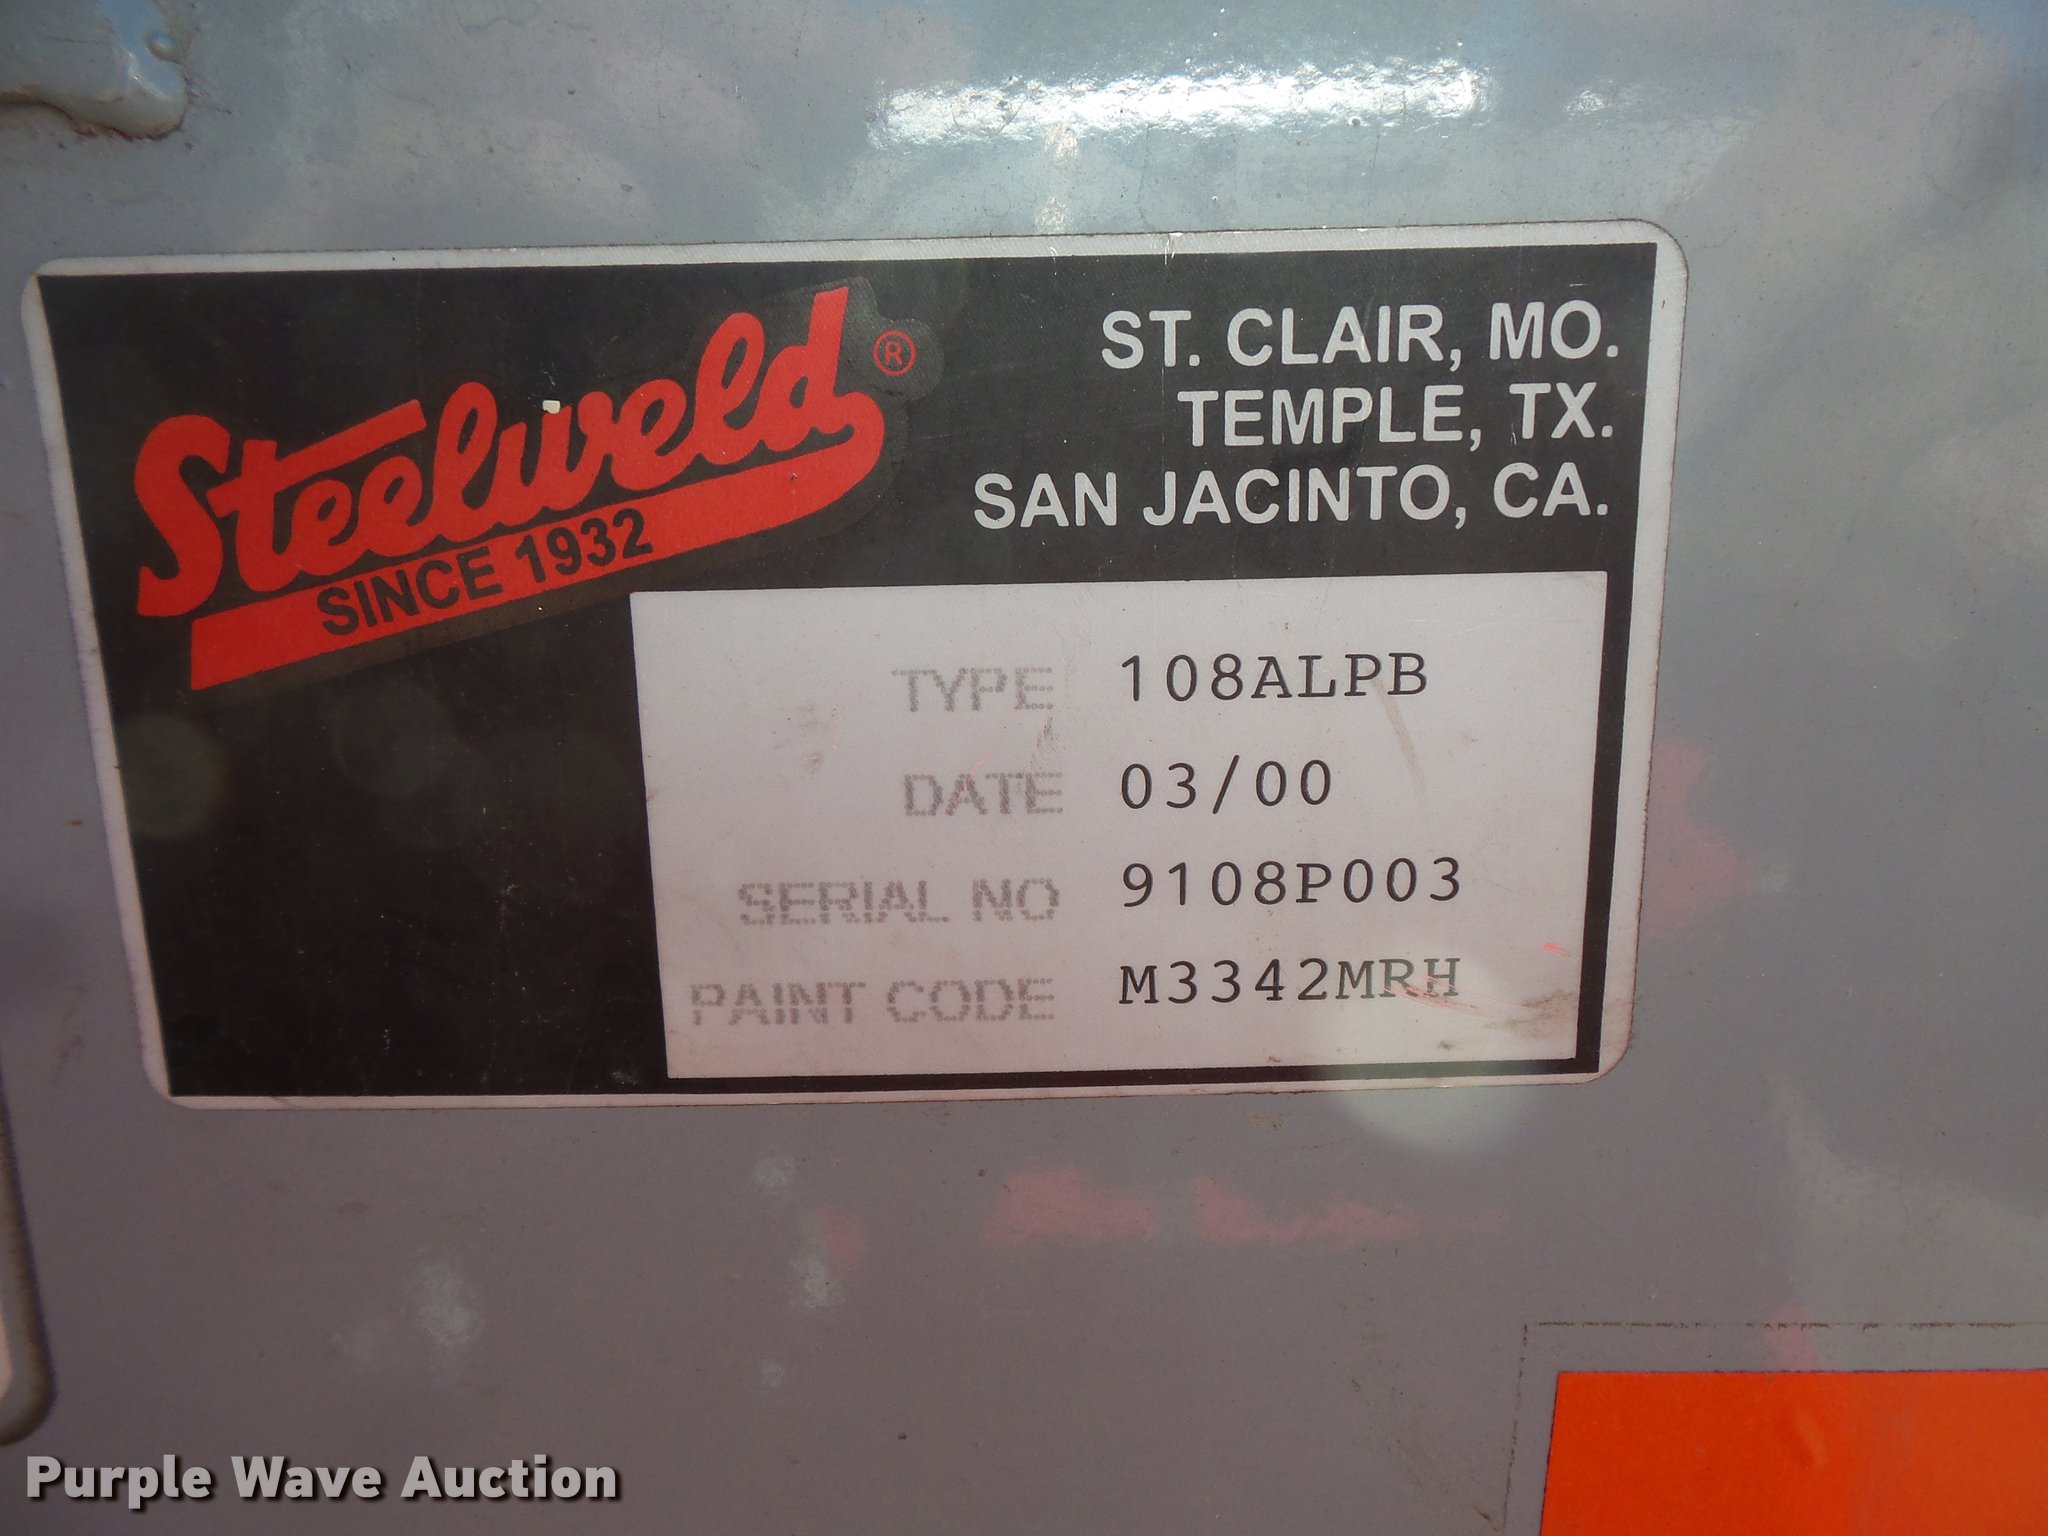 Steelweld®
SINCE 1932
ST. CLAIR, MO.
TEMPLE, TX.
SAN JACINTO, CA.
TYPE 108ALPB
DATE 03/00
SERIAL NO 9108P003
PAINT CODE M3342MRH
Purple Wave Auction